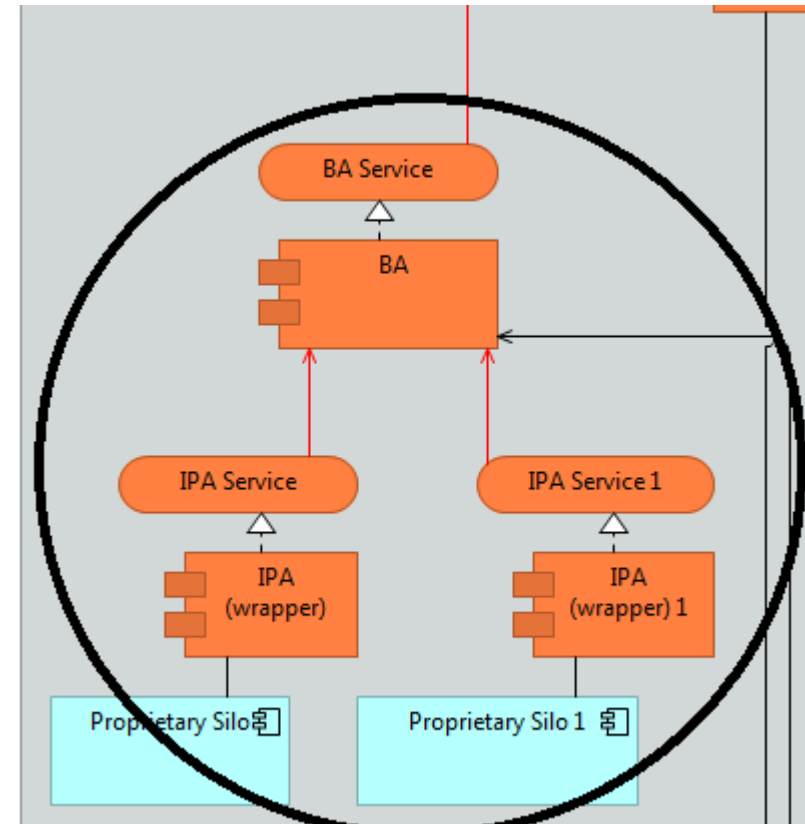 BA Service
BA
IPA Service
IPA Service 1
IPA
(wrapper)
IPA
(wrapper) 1
Proprietary Silo
Proprietary Silo 1